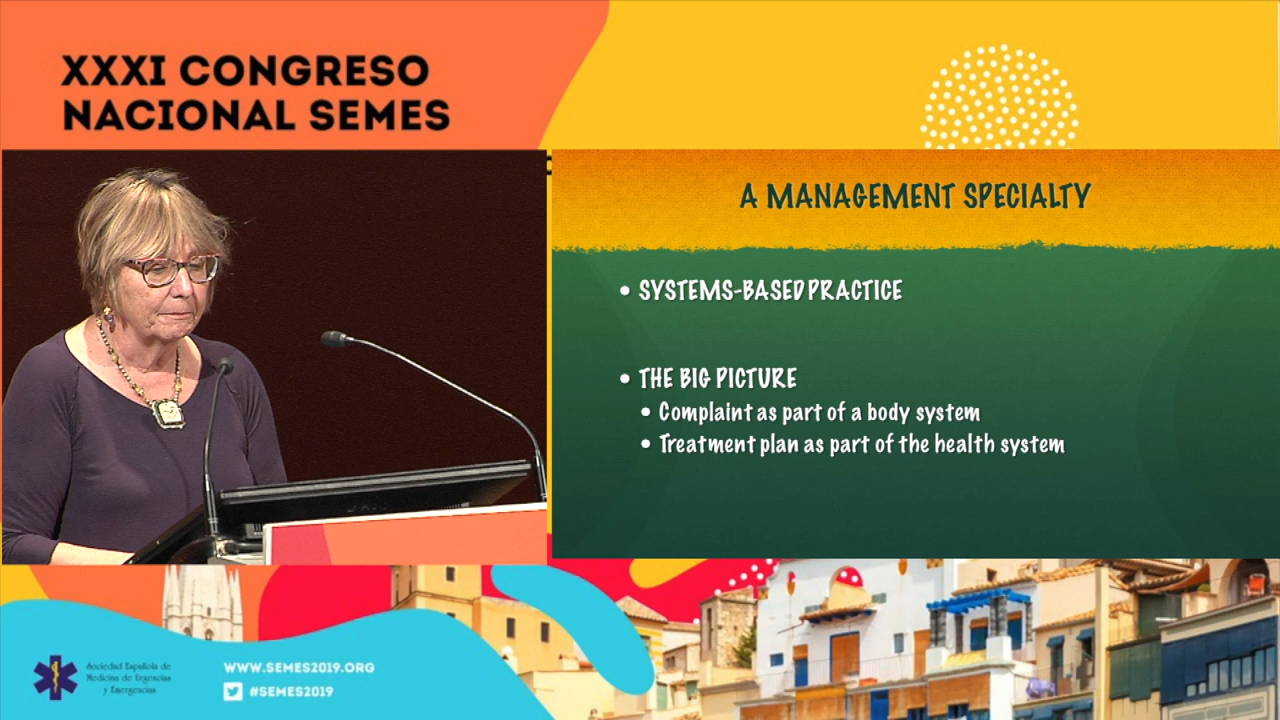 XXXI CONGRESO
NACIONAL SEMES
A MANAGEMENT SPECIALTY
• SYSTEMS-BASED PRACTICE
• THE BIG PICTURE
• Complaint as part of a body system
• Treatment plan as part of the health system
Sociedad Española de
Medicina de Urgencias
y Emergencias
WWW.SEMES2019.ORG
#SEMES2019